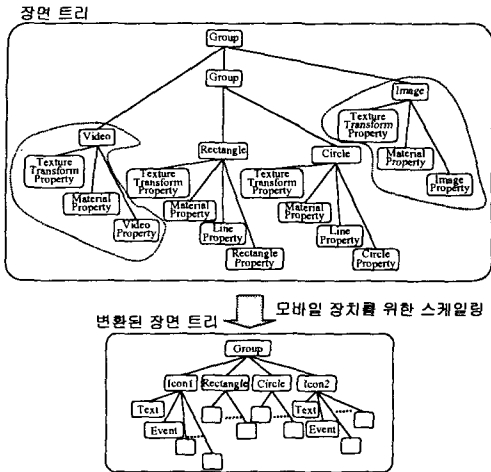 장면 트리
Group
Group
Image
Texture
Transform
Property
Material
Property
Image
Property
Video
Texture
Transform
Property
Material
Property
Video
Property
Rectangle
Texture
Transform
Property
Material
Property
Line
Property
Rectangle
Property
Circle
Texture
Transform
Property
Material
Property
Line
Property
Circle
Property
모바일 장치를 위한 스케일링
변환된 장면 트리
Group
Icon1
Rectangle
Circle
Icon2
Text
Event
Text
Event